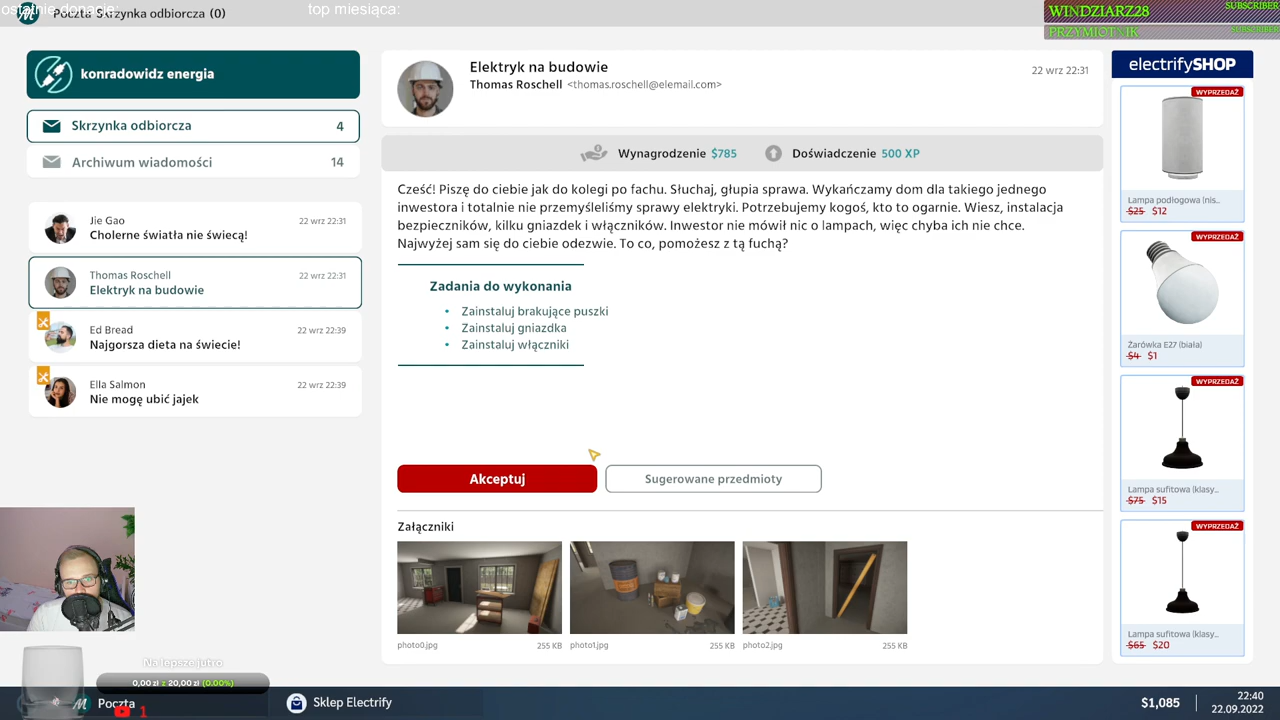 ostatnie donacje:
top miesiąca:
Poczta Skrzynka odbiorcza (0)
WINDZIARZ28
SUBSCRIBER
PRZYMIOTNIK
SUBSCRIBER
konradowidz energia
Skrzynka odbiorcza 4
Archiwum wiadomości 14
Jie Gao 22 wrz 22:31
Cholerne światła nie świecą!
Thomas Roschell 22 wrz 22:31
Elektryk na budowie
Ed Bread 22 wrz 22:39
Najgorsza dieta na świecie!
Ella Salmon 22 wrz 22:39
Nie mogę ubić jajek
Elektryk na budowie
Thomas Roschell <thomas.roschell@elemail.com>
22 wrz 22:31
Wynagrodzenie $785 Doświadczenie 500 XP
Cześć! Piszę do ciebie jak do kolegi po fachu. Słuchaj, głupia sprawa. Wykańczamy dom dla takiego jednego
inwestora i totalnie nie przemyśleliśmy sprawy elektryki. Potrzebujemy kogoś, kto to ogarnie. Wiesz, instalacja
bezpieczników, kilku gniazdek i włączników. Inwestor nie mówił nic o lampach, więc chyba ich nie chce.
Najwyżej sam się do ciebie odezwie. To co, pomożesz z tą fuchą?
Zadania do wykonania
• Zainstaluj brakujące puszki
• Zainstaluj gniazdka
• Zainstaluj włączniki
Akceptuj
Sugerowane przedmioty
Załączniki
photo0.jpg 255 KB
photo1.jpg 255 KB
photo2.jpg 255 KB
electrifySHOP
WYPRZEDAŻ
Lampa podłogowa (nis..
$25 $12
WYPRZEDAŻ
Żarówka E27 (biała)
$4 $1
WYPRZEDAŻ
Lampa sufitowa (klasy...
$75 $15
WYPRZEDAŻ
Lampa sufitowa (klasy...
$65 $20
Na lepsze jutro
0,00 zł z 20,00 zł (0.00%)
Poczta
1
Sklep Electrify
$1,085
22:40
22.09.2022